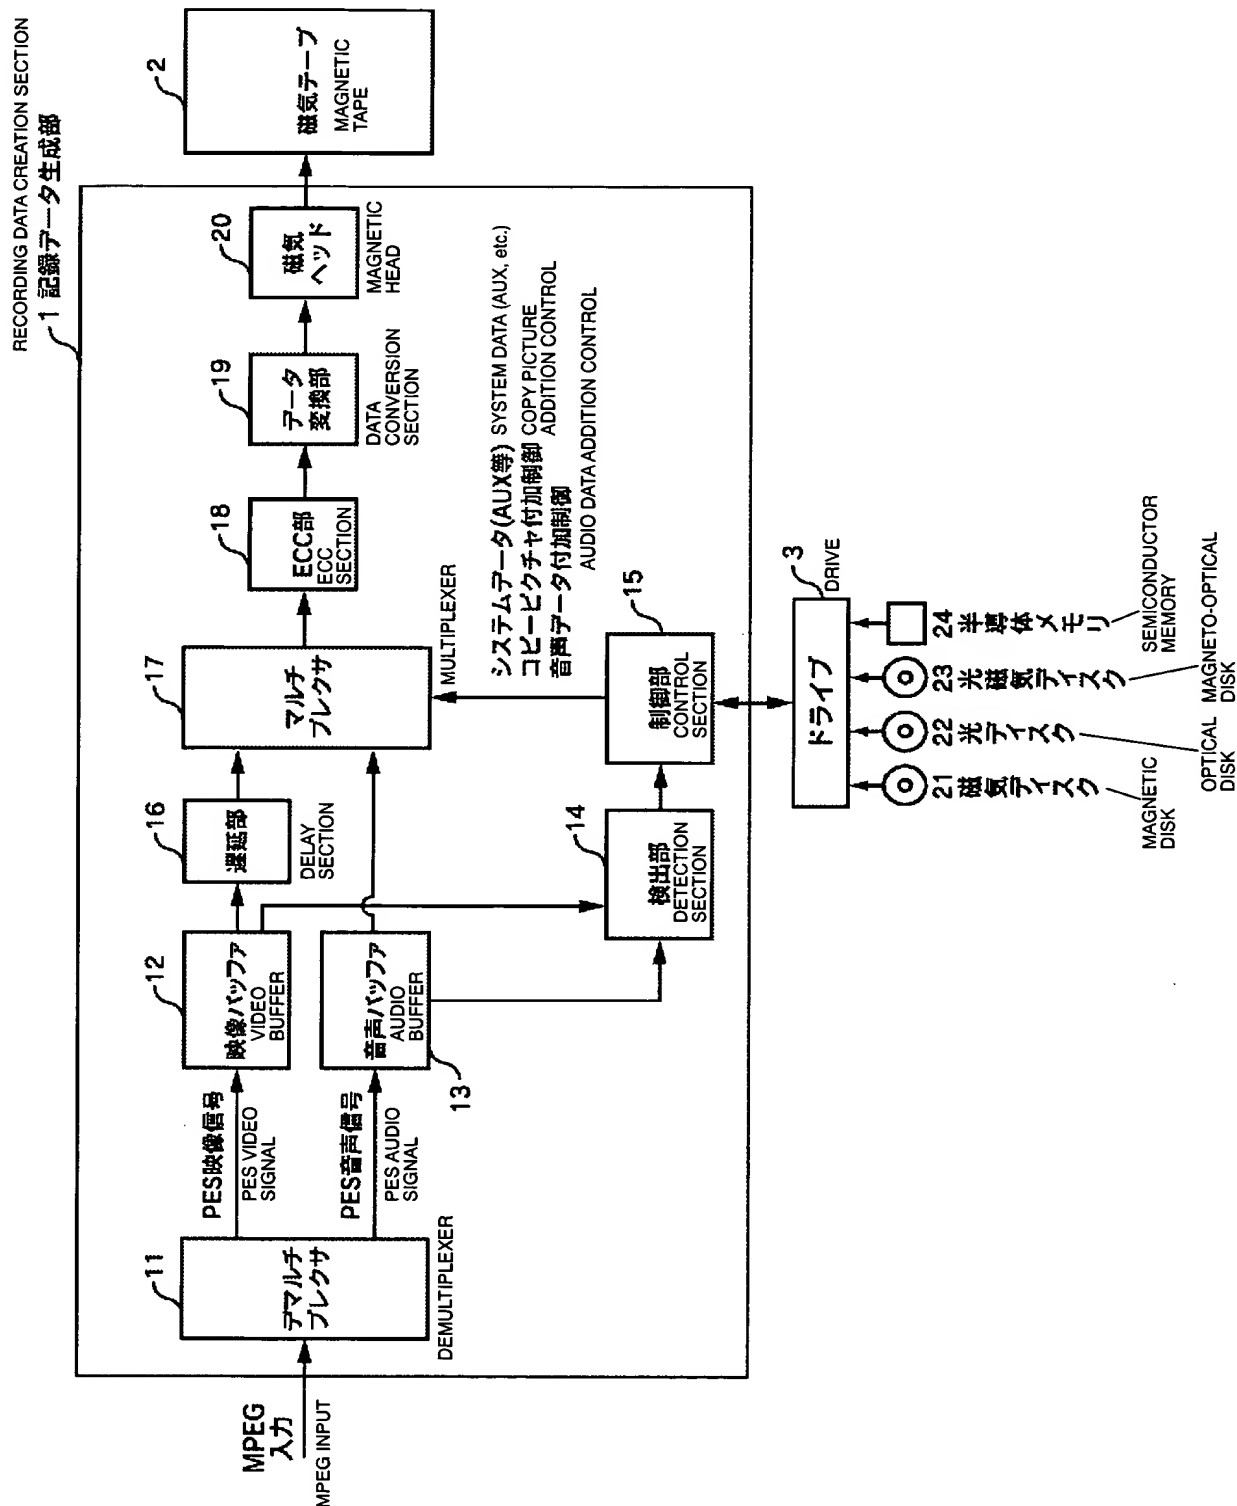 RECORDING DATA CREATION SECTION
1 記録データ生成部
2
磁気テープ
MAGNETIC
TAPE
20
磁気
ヘッド
MAGNETIC
HEAD
19
データ
変換部
DATA
CONVERSION
SECTION
18
ECC部
ECC
SECTION
17
マルチ
プレクサ
MULTIPLEXER
システムデータ(AUX等) SYSTEM DATA (AUX, etc.)
コピーピクチャ付加制御 COPY PICTURE
ADDITION CONTROL
音声データ付加制御
AUDIO DATA ADDITION CONTROL
16
遅延部
DELAY
SECTION
15
制御部
CONTROL
SECTION
14
検出部
DETECTION
SECTION
12
映像バッファ
VIDEO
BUFFER
音声バッファ
AUDIO
BUFFER
13
PES映像信号
PES VIDEO
SIGNAL
PES音声信号
PES AUDIO
SIGNAL
11
デマルチ
プレクサ
DEMULTIPLEXER
MPEG
入力
MPEG INPUT
3
DRIVE
ドライブ
21 磁気ディスク
MAGNETIC
DISK
22 光ディスク
OPTICAL
DISK
23 光磁気ディスク
MAGNETO-OPTICAL
DISK
24 半導体メモリ
SEMICONDUCTOR
MEMORY